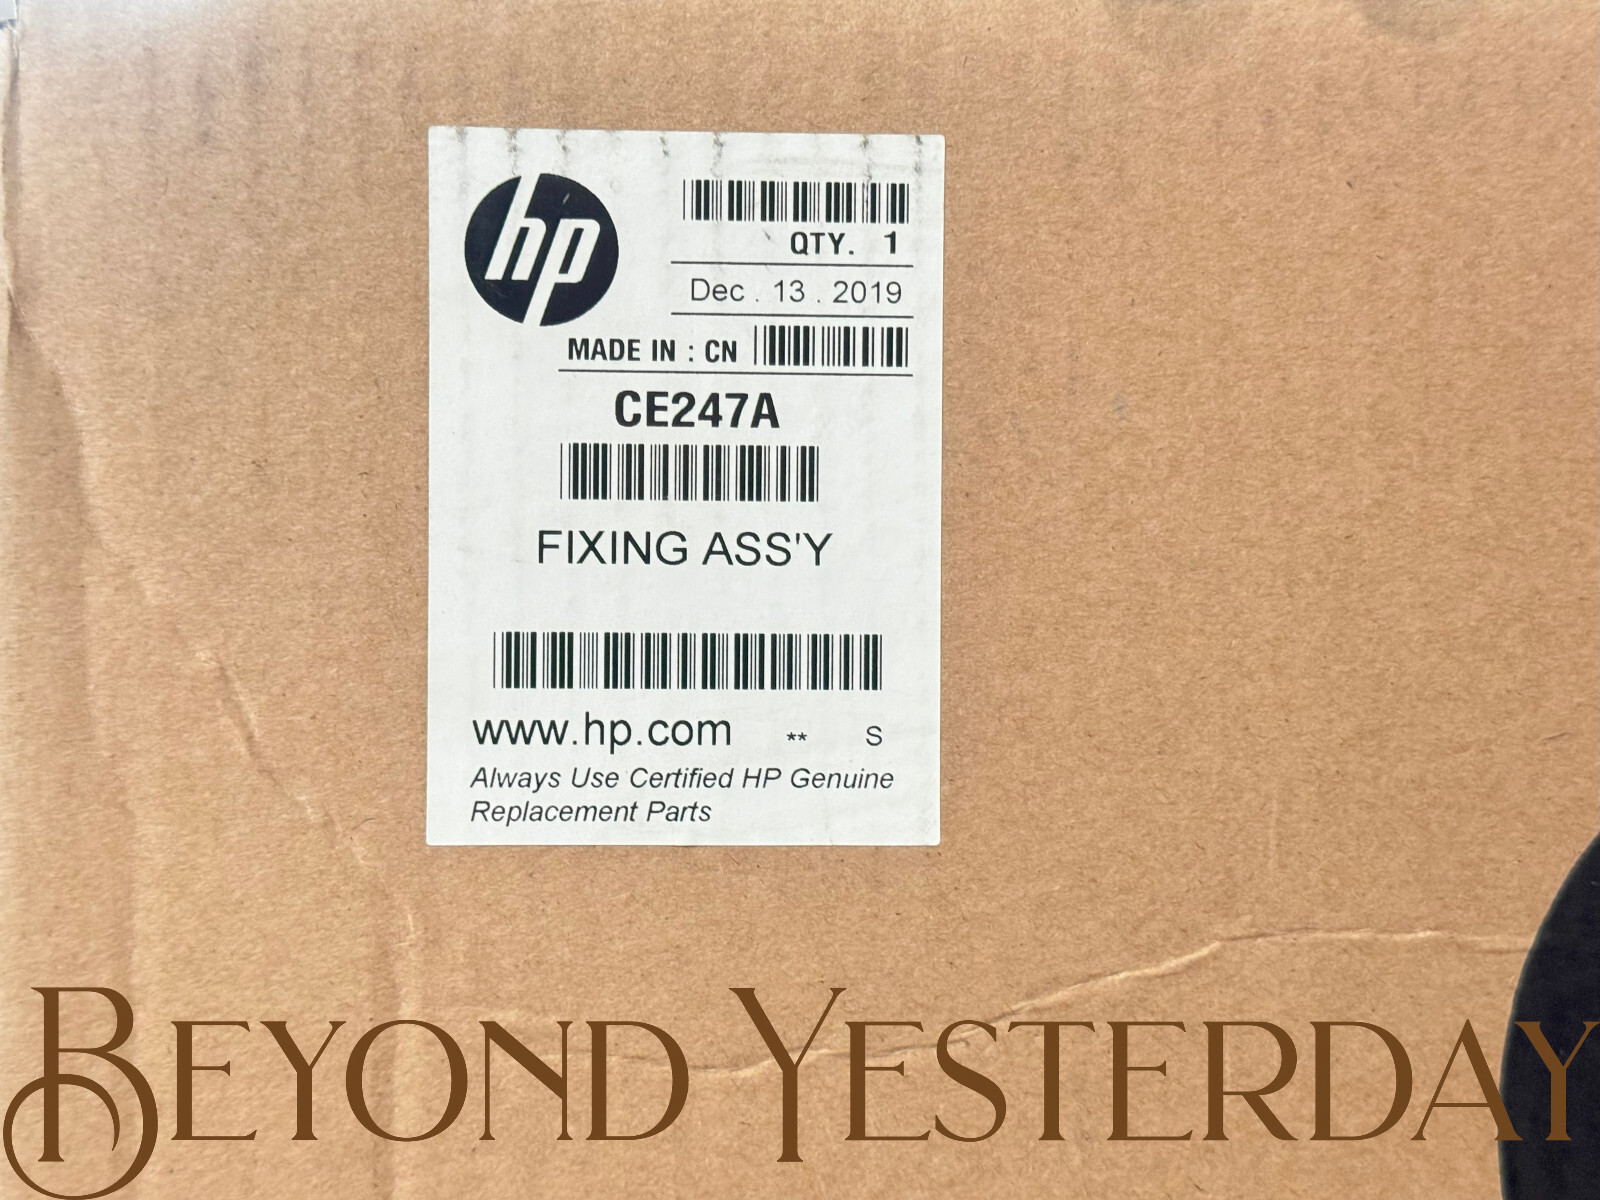 hp
QTY. 1
Dec . 13 . 2019
MADE IN : CN
CE247A
FIXING ASS'Y
www.hp.com ** S
Always Use Certified HP Genuine
Replacement Parts
BEYOND YESTERDAY